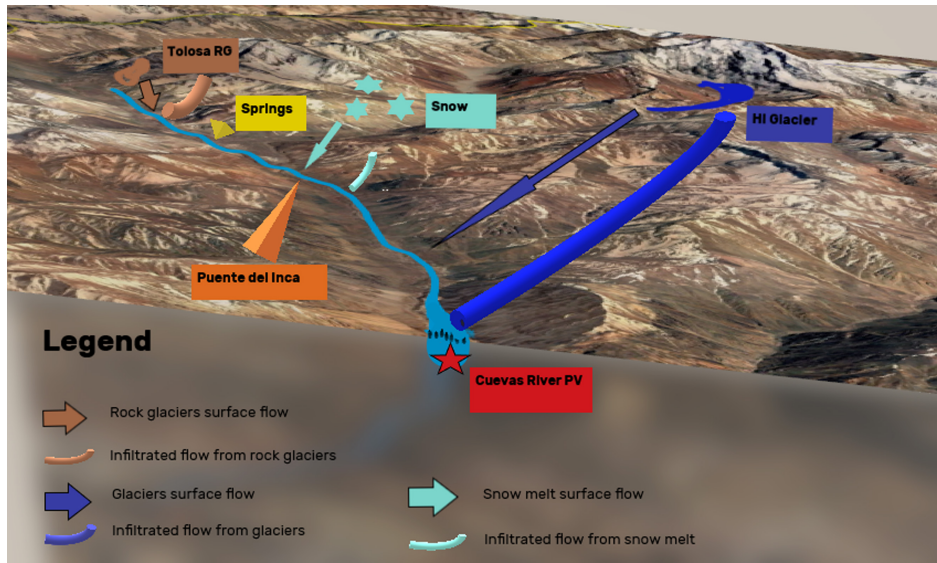 Tolosa RG
Springs
Snow
HI Glacier
Puente del Inca
Legend
Cuevas River PV
Rock glaciers surface flow
Infiltrated flow from rock glaciers
Glaciers surface flow
Snow melt surface flow
Infiltrated flow from glaciers
Infiltrated flow from snow melt